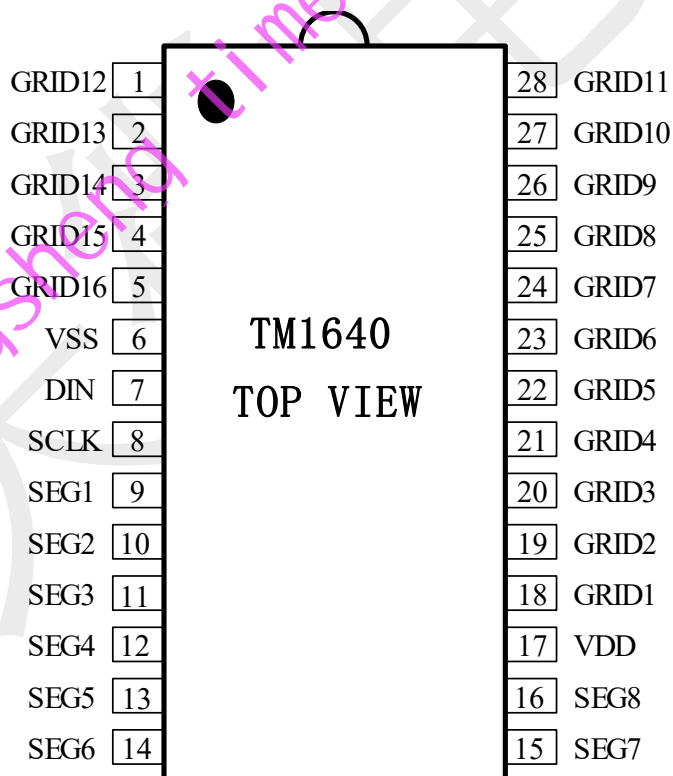 GRID12 1 28 GRID11
GRID13 2 27 GRID10
GRID14 3 26 GRID9
GRID15 4 25 GRID8
GRID16 5 24 GRID7
VSS 6 TM1640 23 GRID6
DIN 7 TOP VIEW 22 GRID5
SCLK 8 21 GRID4
SEG1 9 20 GRID3
SEG2 10 19 GRID2
SEG3 11 18 GRID1
SEG4 12 17 VDD
SEG5 13 16 SEG8
SEG6 14 15 SEG7